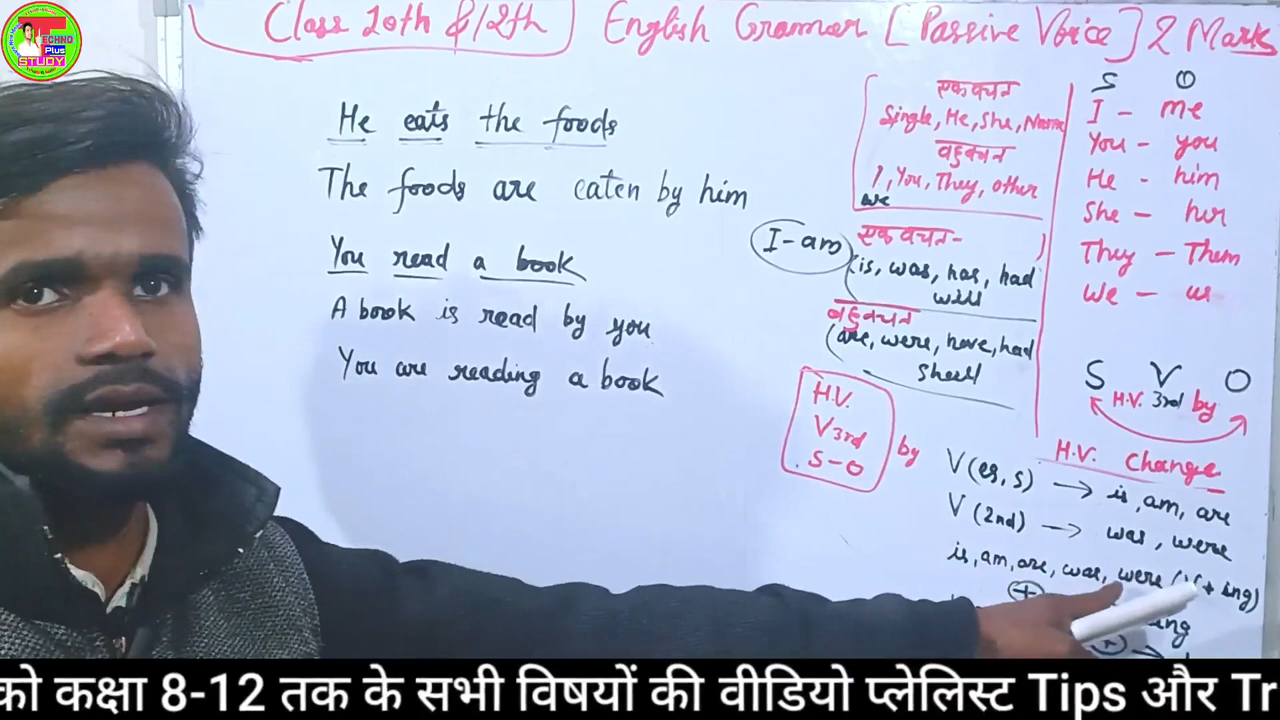 Class 10th & 12th English Grammar [Passive Voice] 2 Mark
TECHNO
Plus
STUDY
He eats the foods
The foods are eaten by him
You read a book
A book is read by you
You are reading a book
एकवचन
Single, He, She, Name
बहुवचन
I, You, They, other
we
I - am
एकवचन -
(is, was, has, had
will
बहुवचन
(are, were, have, had
shall
H.V.
V 3rd
S - O
by
S O
I - me
You - you
He - him
She - her
They - Them
We - us
S V O
H.V. 3rd by
H.V. Change
V (es, s) → is, am, are
V (2nd) → was, were
is, am, are, was, were (V + ing)
+
ing
को कक्षा 8-12 तक के सभी विषयों की वीडियो प्लेलिस्ट Tips और Tr